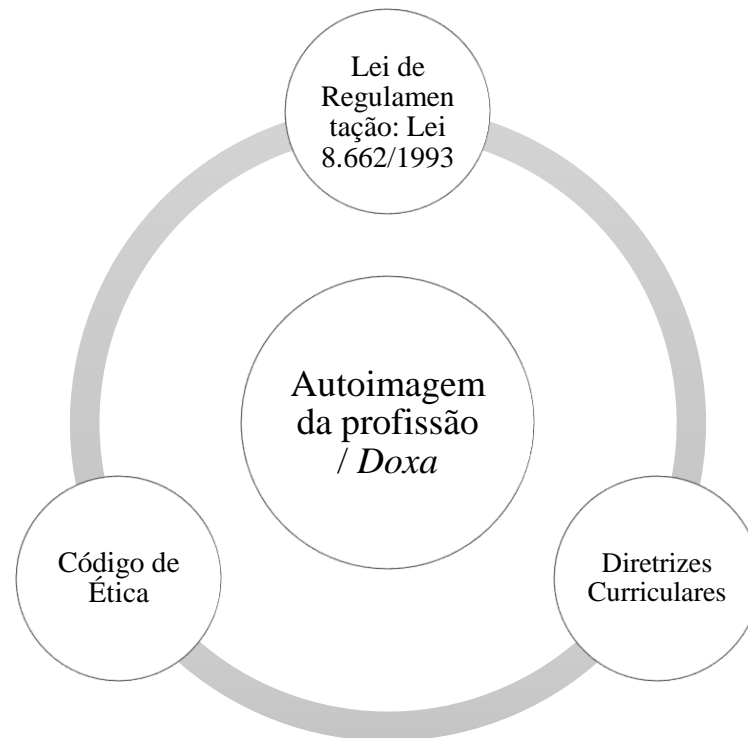 Lei de
Regulamen
tação: Lei
8.662/1993
Autoimagem
da profissão
/ Doxa
Código de
Ética
Diretrizes
Curriculares